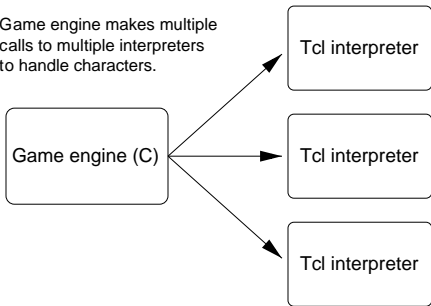 Game engine makes multiple
calls to multiple interpreters
to handle characters.
Tcl interpreter
Game engine (C)
Tcl interpreter
Tcl interpreter